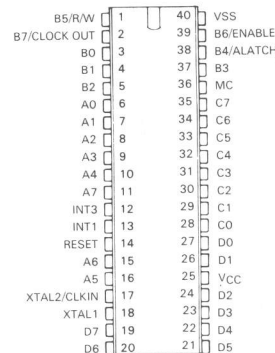 B5/R/W 1 40 VSS
B7/CLOCK OUT 2 39 B6/ENABLE
B0 3 38 B4/ALATCH
B1 4 37 B3
B2 5 36 MC
A0 6 35 C7
A1 7 34 C6
A2 8 33 C5
A3 9 32 C4
A4 10 31 C3
A7 11 30 C2
INT3 12 29 C1
INT1 13 28 C0
RESET 14 27 D0
A6 15 26 D1
A5 16 25 VCC
XTAL2/CLKIN 17 24 D2
XTAL1 18 23 D3
D7 19 22 D4
D6 20 21 D5